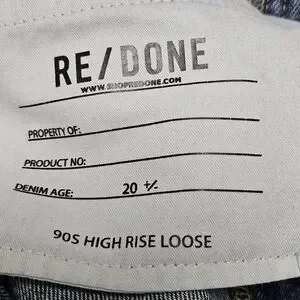 RE/DONE
WWW.SHOPREDONE.COM
PROPERTY OF:
PRODUCT NO:
DENIM AGE: 20 +/-
90S HIGH RISE LOOSE